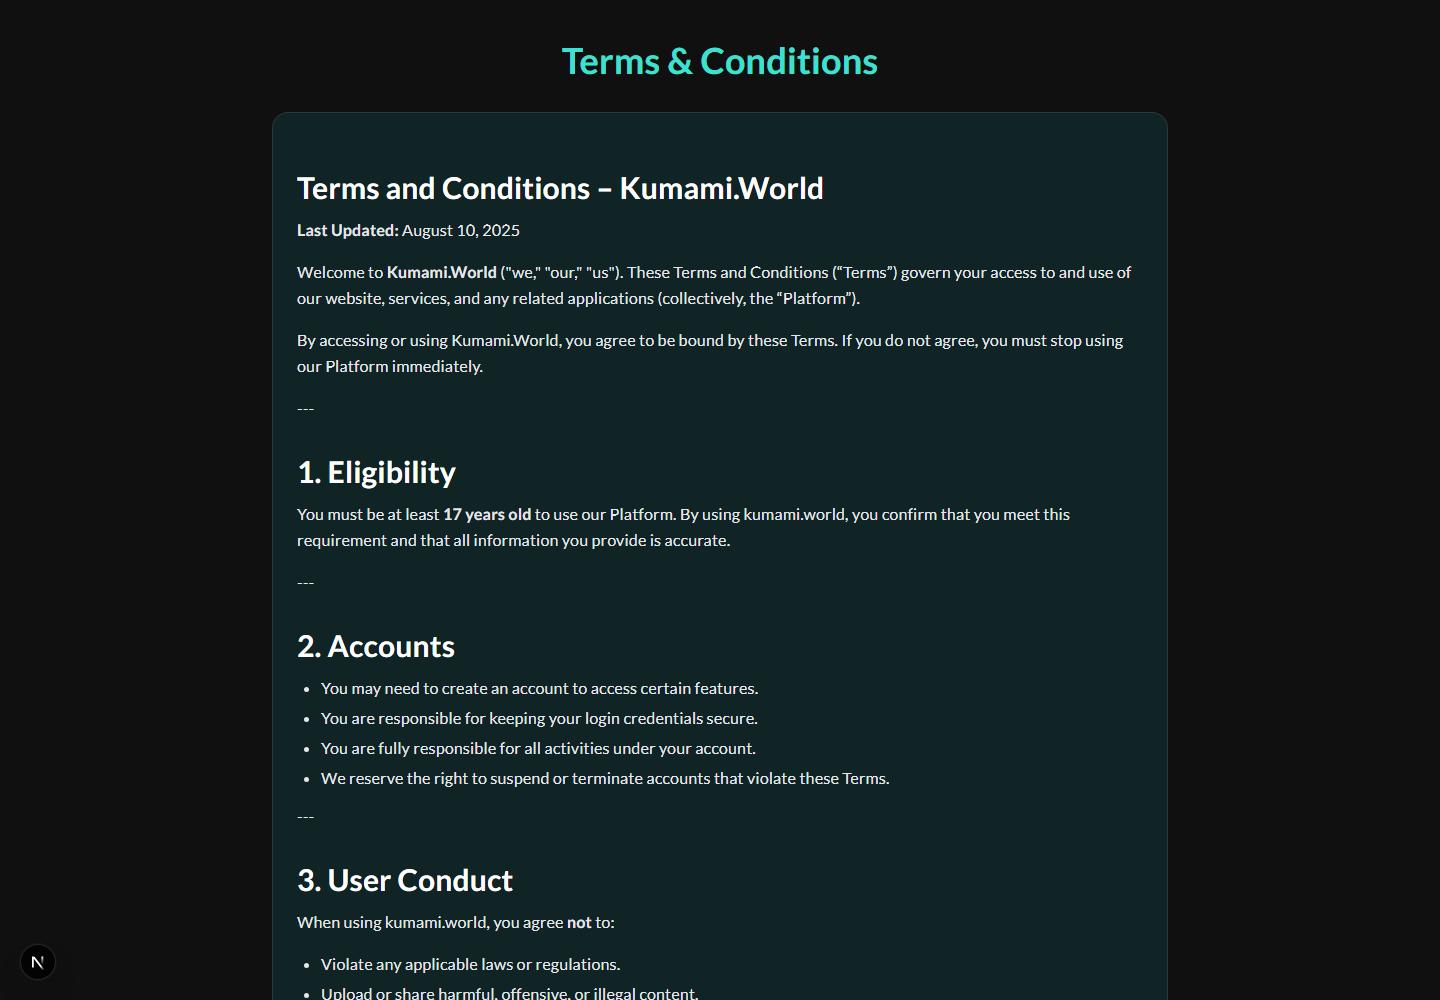 Terms & Conditions
Terms and Conditions – Kumami.World
Last Updated: August 10, 2025
Welcome to Kumami.World ("we," "our," "us"). These Terms and Conditions (“Terms”) govern your access to and use of
our website, services, and any related applications (collectively, the “Platform”).
By accessing or using Kumami.World, you agree to be bound by these Terms. If you do not agree, you must stop using
our Platform immediately.
---
1. Eligibility
You must be at least 17 years old to use our Platform. By using kumami.world, you confirm that you meet this
requirement and that all information you provide is accurate.
---
2. Accounts
• You may need to create an account to access certain features.
• You are responsible for keeping your login credentials secure.
• You are fully responsible for all activities under your account.
• We reserve the right to suspend or terminate accounts that violate these Terms.
---
3. User Conduct
When using kumami.world, you agree not to:
• Violate any applicable laws or regulations.
• Upload or share harmful, offensive, or illegal content.
N